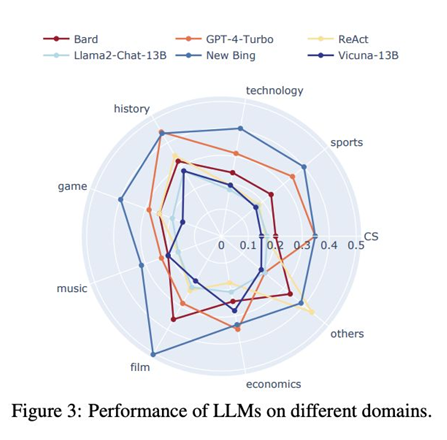 Bard GPT-4-Turbo ReAct
Llama2-Chat-13B New Bing Vicuna-13B
technology
history
sports
game
CS
0 0.1 0.2 0.3 0.4 0.5
music
others
film
economics
Figure 3: Performance of LLMs on different domains.